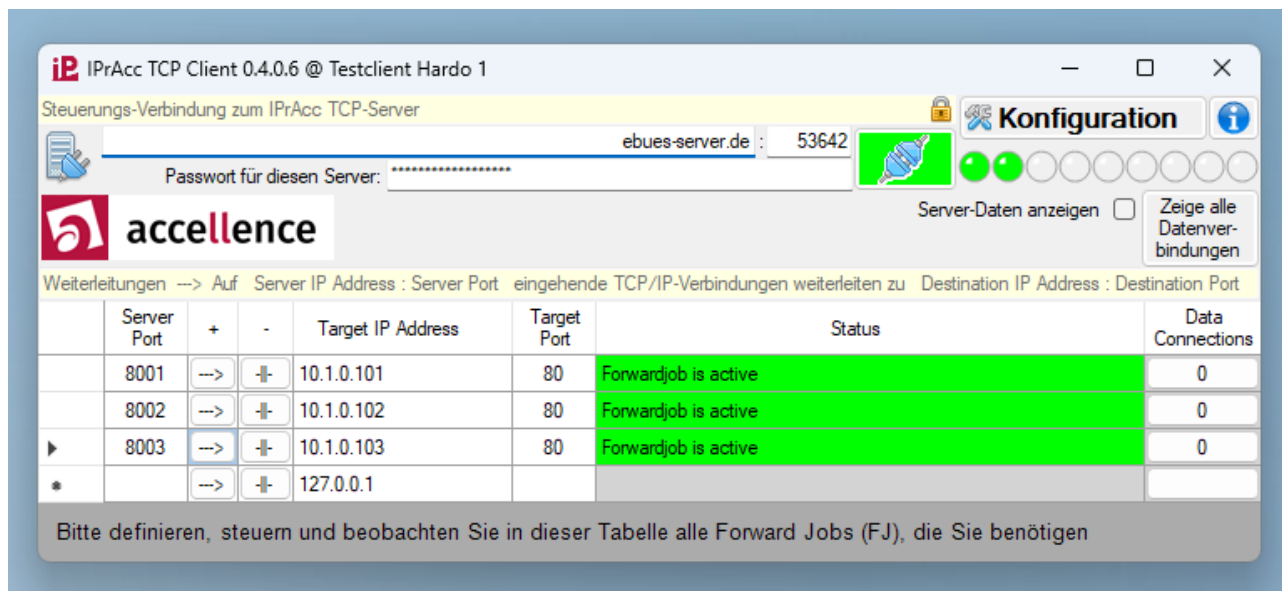 iP IPrAcc TCP Client 0.4.0.6 @ Testclient Hardo 1
Steuerungs-Verbindung zum IPrAcc TCP-Server
Konfiguration
ebues-server.de : 53642
Passwort für diesen Server: ******************
accellence
Server-Daten anzeigen
Zeige alle
Datenver-
bindungen
Weiterleitungen ---> Auf Server IP Address : Server Port eingehende TCP/IP-Verbindungen weiterleiten zu Destination IP Address : Destination Port
Server Port + - Target IP Address Target Port Status Data Connections
8001 ---> -||- 10.1.0.101 80 Forwardjob is active 0
8002 ---> -||- 10.1.0.102 80 Forwardjob is active 0
8003 ---> -||- 10.1.0.103 80 Forwardjob is active 0
---> -||- 127.0.0.1
Bitte definieren, steuern und beobachten Sie in dieser Tabelle alle Forward Jobs (FJ), die Sie benötigen